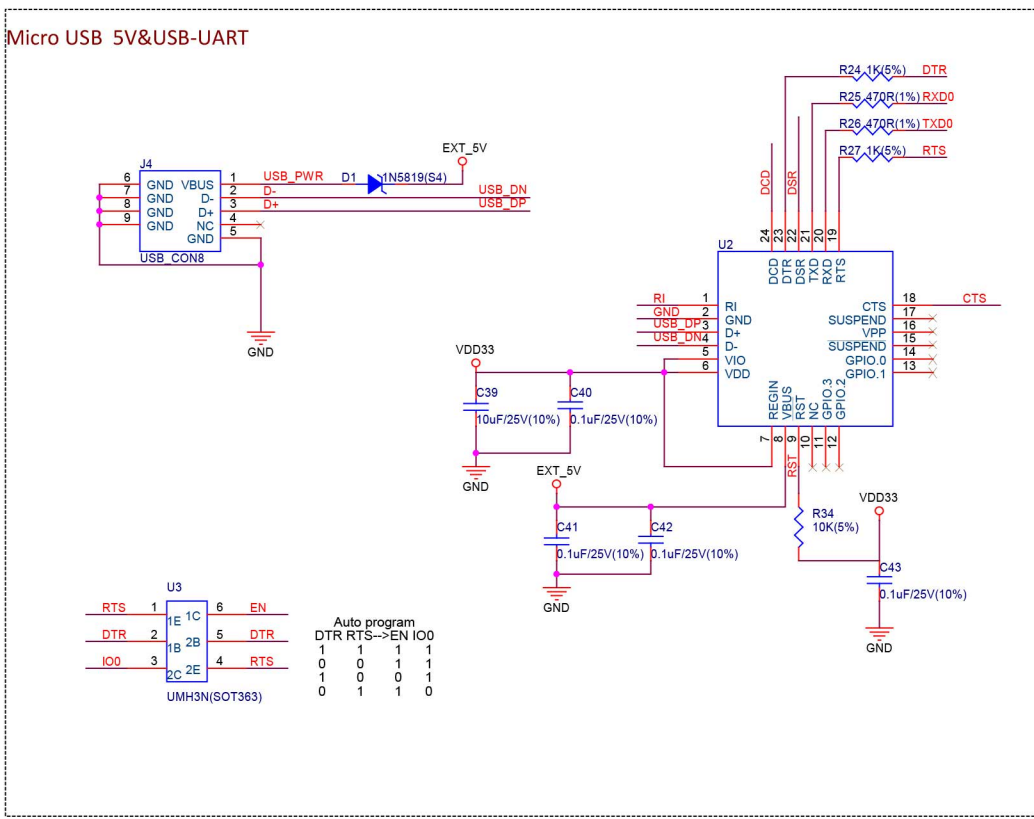 Micro USB  5V&USB-UART
R24 1K(5%) DTR
R25 470R(1%) RXD0
R26 470R(1%) TXD0
R27 1K(5%) RTS
EXT_5V
J4
USB_PWR D1 1N5819(S4)
6 GND VBUS 1
7 GND D- 2 D- USB_DN
8 GND D+ 3 D+ USB_DP
9 GND NC 4
GND 5
USB_CON8
GND
DCD DSR
24 23 22 21 20 19
U2
DCD DTR DSR TXD RXD RTS
RI 1 RI CTS 18 CTS
GND 2 GND SUSPEND 17
USB_DP 3 D+ VPP 16
USB_DN 4 D- SUSPEND 15
5 VIO GPIO.0 14
6 VDD GPIO.1 13
REGIN VBUS RST NC GPIO.3 GPIO.2
7 8 9 10 11 12
RST
VDD33
C39
10uF/25V(10%)
C40
0.1uF/25V(10%)
GND
EXT_5V
C41
0.1uF/25V(10%)
C42
0.1uF/25V(10%)
GND
R34
10K(5%)
VDD33
C43
0.1uF/25V(10%)
GND
U3
RTS 1 1E 1C 6 EN
DTR 2 1B 2B 5 DTR
IO0 3 2C 2E 4 RTS
UMH3N(SOT363)
Auto program
DTR RTS-->EN IO0
1 1 1 1
0 0 1 1
1 0 0 1
0 1 1 0